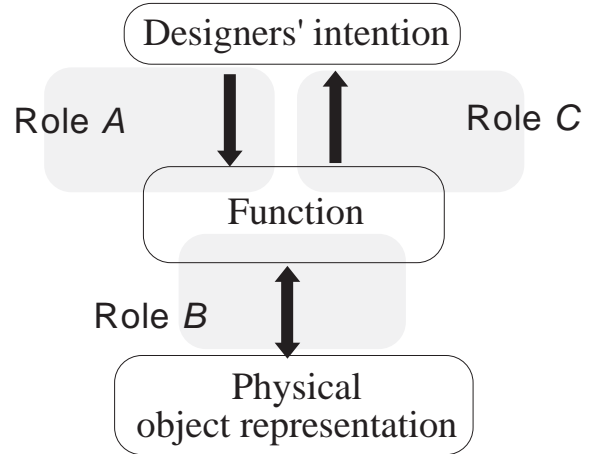 Designers' intention
Role A
Role C
Function
Role B
Physical
object representation